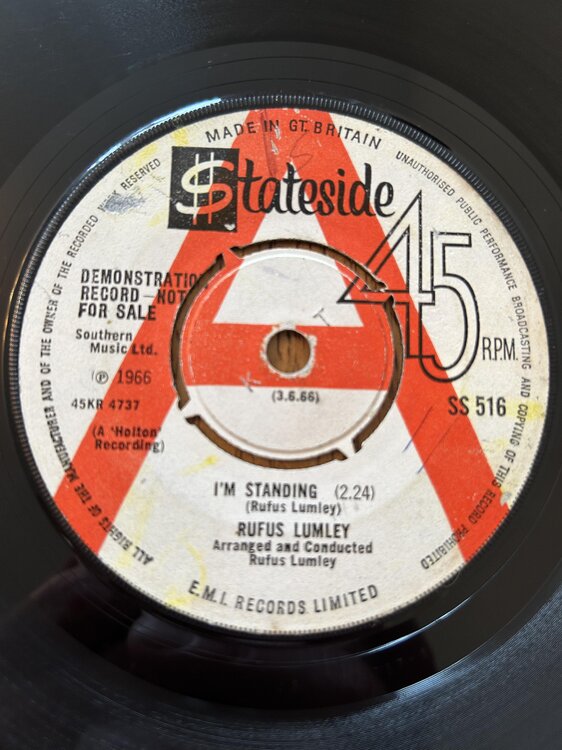 MADE IN GT. BRITAIN
Stateside
45
R.P.M.
DEMONSTRATION
RECORD — NOT
FOR SALE
Southern
Music Ltd.
Ⓟ 1966
45KR 4737
(A 'Holton'
Recording)
SS 516
K T
(3.6.66)
I'M STANDING (2.24)
(Rufus Lumley)
RUFUS LUMLEY
Arranged and Conducted
Rufus Lumley
E.M.I. RECORDS LIMITED
ALL RIGHTS OF THE MANUFACTURER AND OF THE OWNER OF THE RECORDED WORK RESERVED
UNAUTHORISED PUBLIC PERFORMANCE BROADCASTING AND COPYING OF THIS RECORD PROHIBITED
A